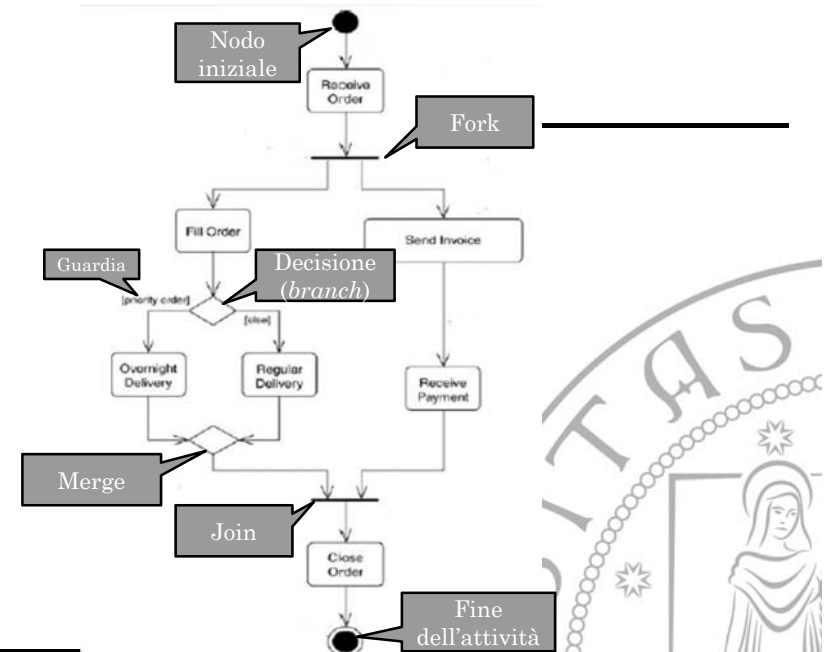 Nodo
iniziale
Receive
Order
Fork
Fill Order
Send Invoice
Guardia
Decisione
(branch)
[priority order]
[else]
Overnight
Delivery
Regular
Delivery
Receive
Payment
Merge
Join
Close
Order
Fine
dell'attività
ITAS